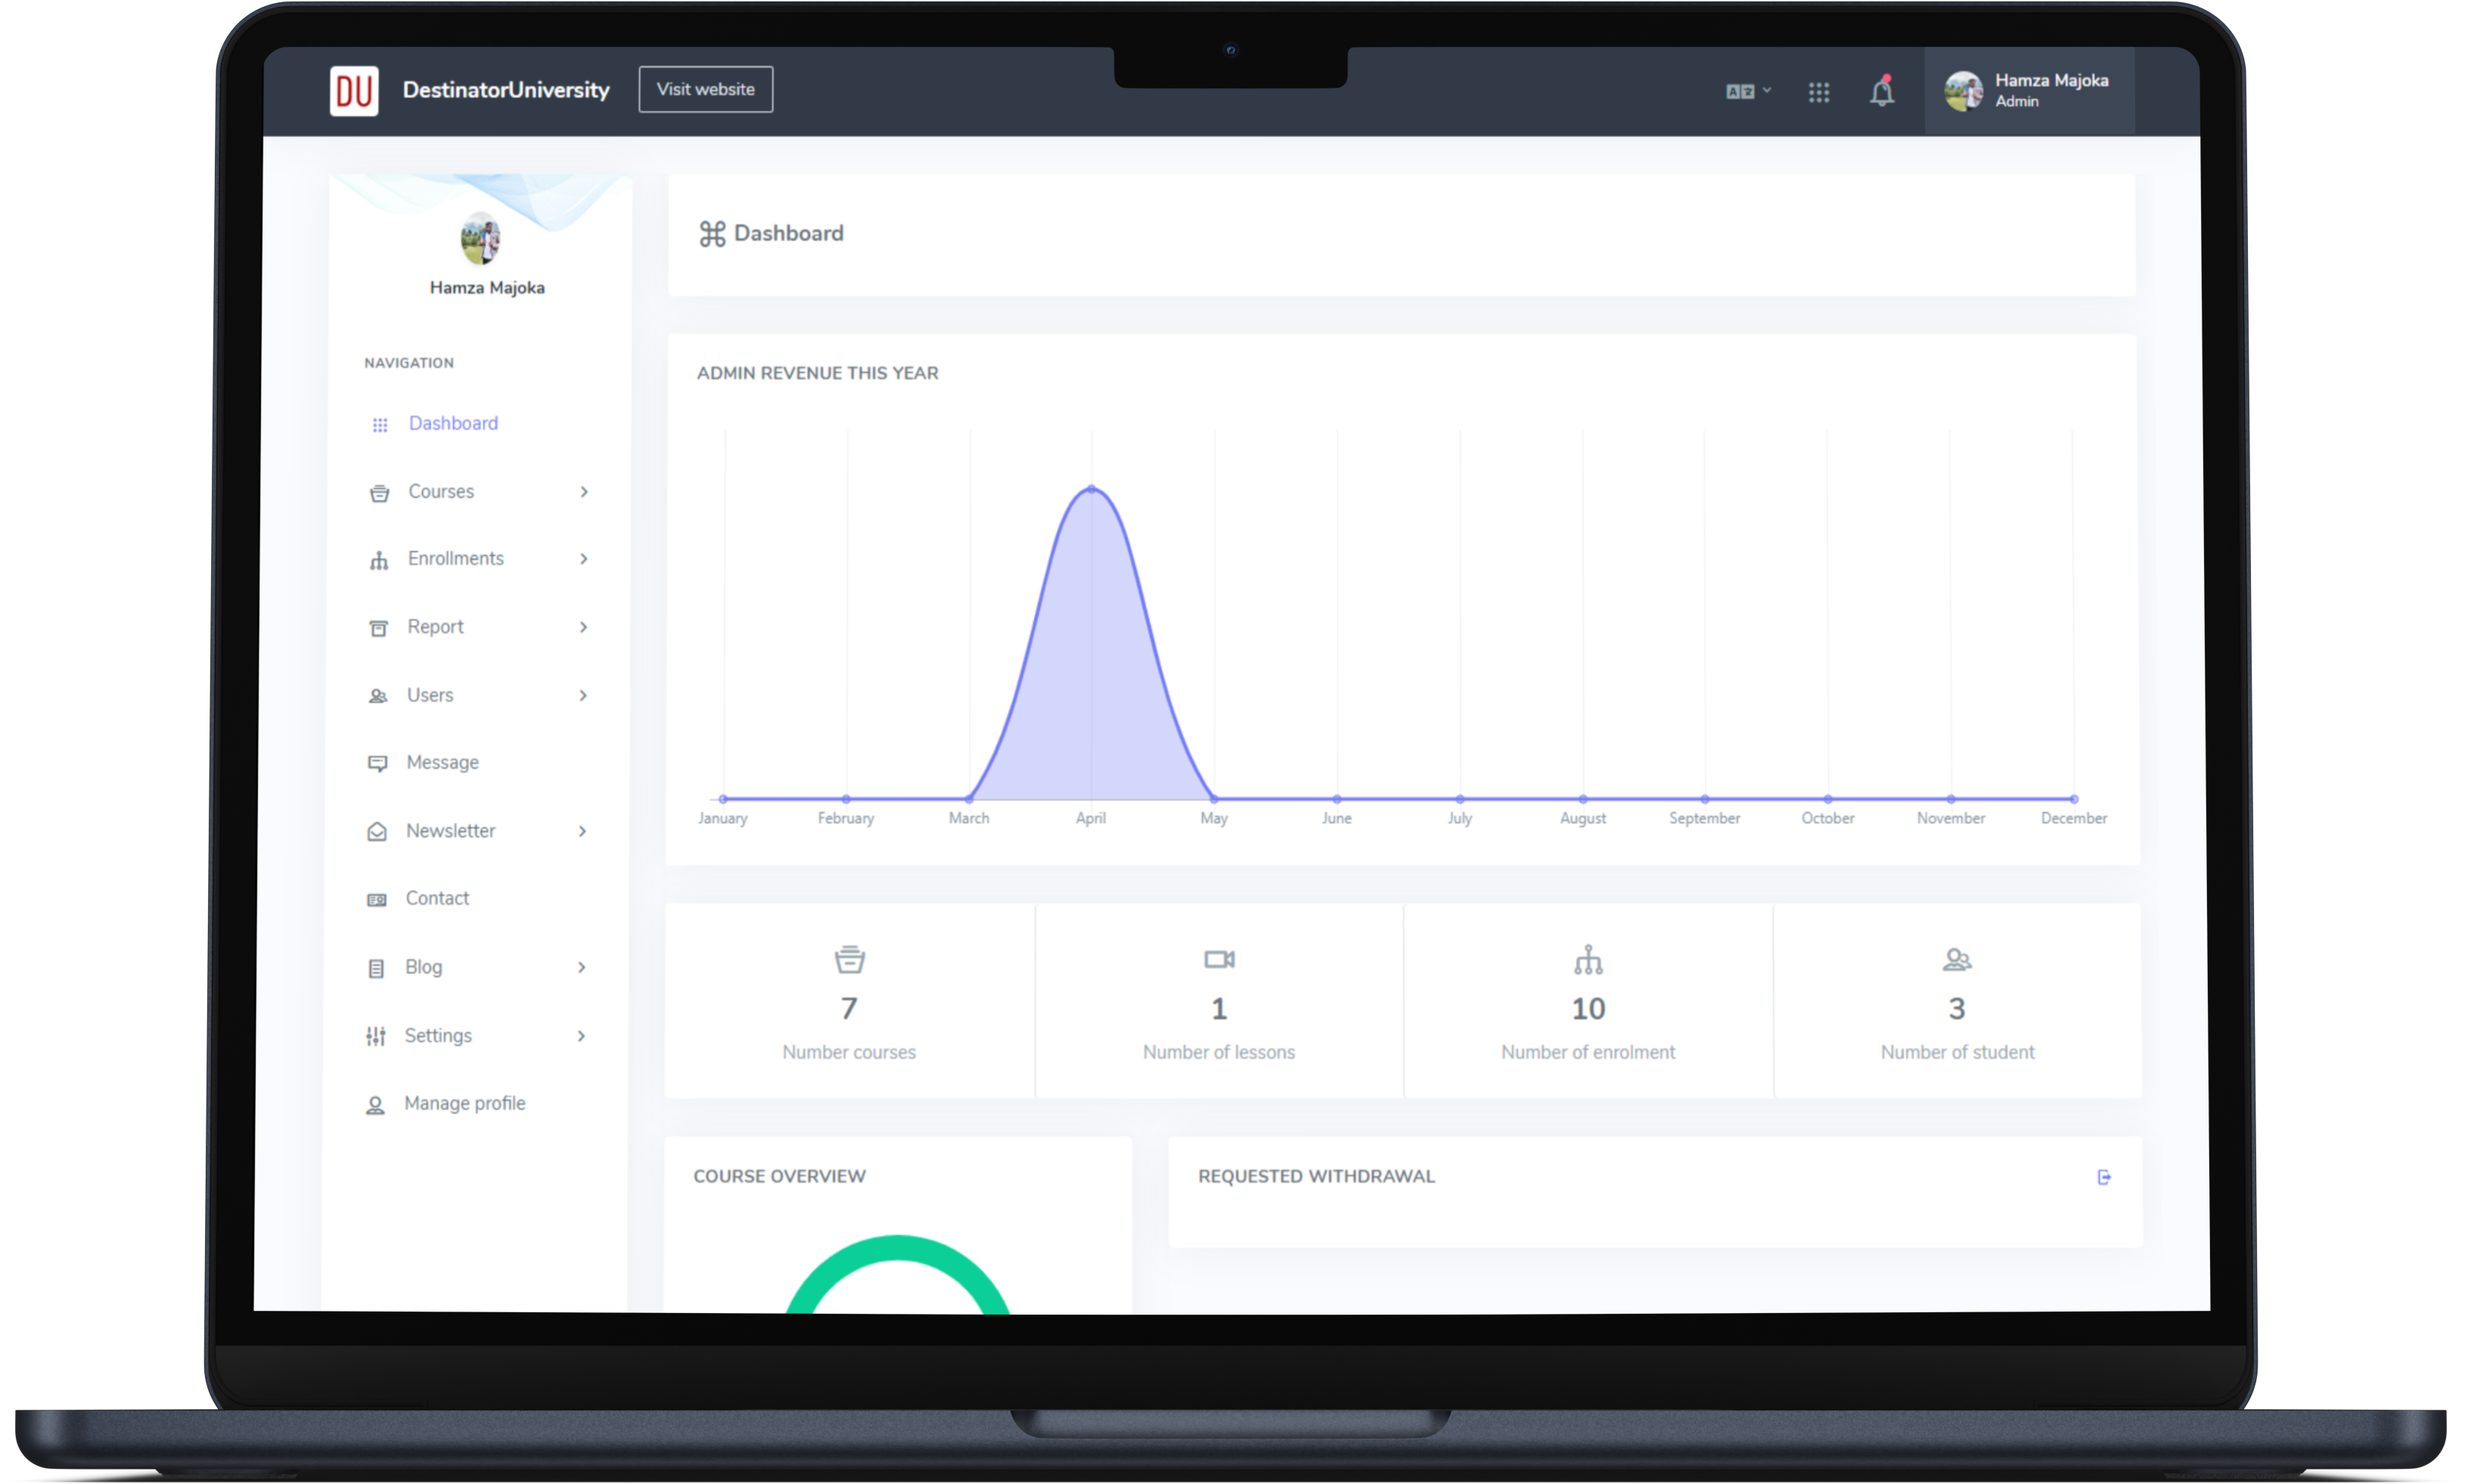 DU
DestinatorUniversity
Visit website
Hamza Majoka
Admin
Hamza Majoka
NAVIGATION
Dashboard
Courses
Enrollments
Report
Users
Message
Newsletter
Contact
Blog
Settings
Manage profile
Dashboard
ADMIN REVENUE THIS YEAR
January February March April May June July August September October November December
7
Number courses
1
Number of lessons
10
Number of enrolment
3
Number of student
COURSE OVERVIEW
REQUESTED WITHDRAWAL